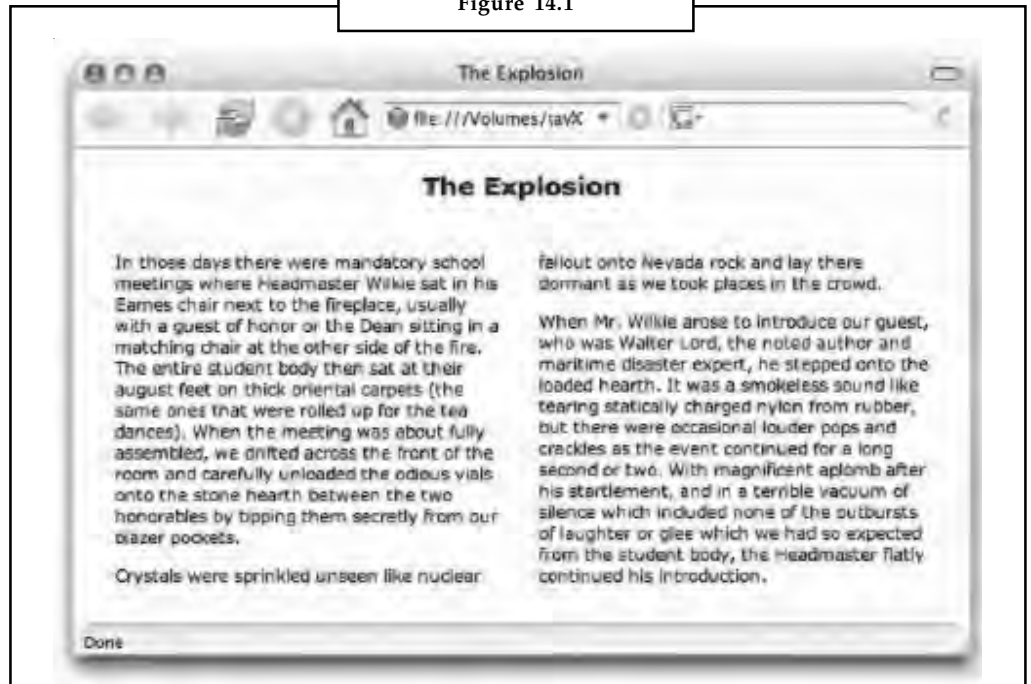 Figure 14.1
The Explosion
file:///Volumes/javX
The Explosion
In those days there were mandatory school
meetings where Headmaster Wilkie sat in his
Eames chair next to the fireplace, usually
with a guest of honor or the Dean sitting in a
matching chair at the other side of the fire.
The entire student body then sat at their
august feet on thick oriental carpets (the
same ones that were rolled up for the tea
dances). When the meeting was about fully
assembled, we drifted across the front of the
room and carefully unloaded the odious vials
onto the stone hearth between the two
honorables by tipping them secretly from our
blazer pockets.
Crystals were sprinkled unseen like nuclear
fallout onto Nevada rock and lay there
dormant as we took places in the crowd.
When Mr. Wilkie arose to introduce our guest,
who was Walter Lord, the noted author and
maritime disaster expert, he stepped onto the
loaded hearth. It was a smokeless sound like
tearing statically charged nylon from rubber,
but there were occasional louder pops and
crackles as the event continued for a long
second or two. With magnificent aplomb after
his startlement, and in a terrible vacuum of
silence which included none of the outbursts
of laughter or glee which we had so expected
from the student body, the Headmaster flatly
continued his introduction.
Done